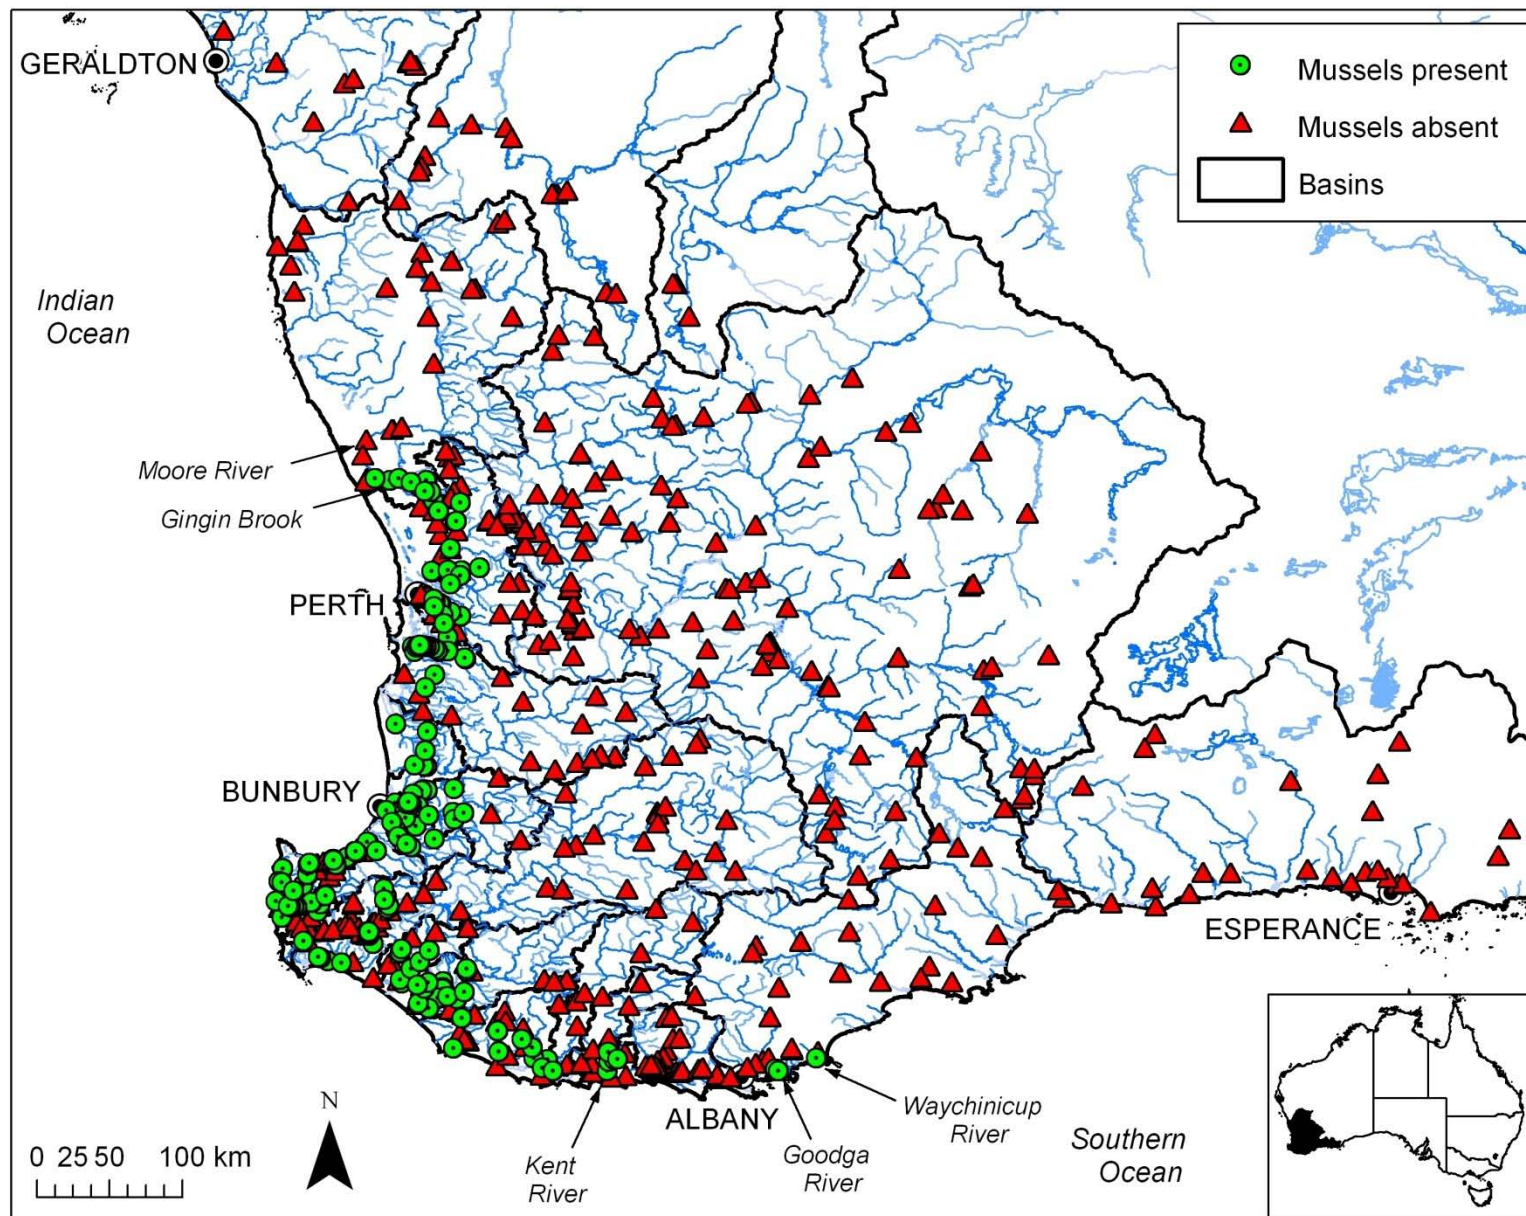 GERALDTON
Mussels present
Mussels absent
Basins
Indian
Ocean
Moore River
Gingin Brook
PERTH
BUNBURY
ESPERANCE
ALBANY
Waychinicup
River
Goodga
River
Kent
River
Southern
Ocean
N
0 25 50 100 km